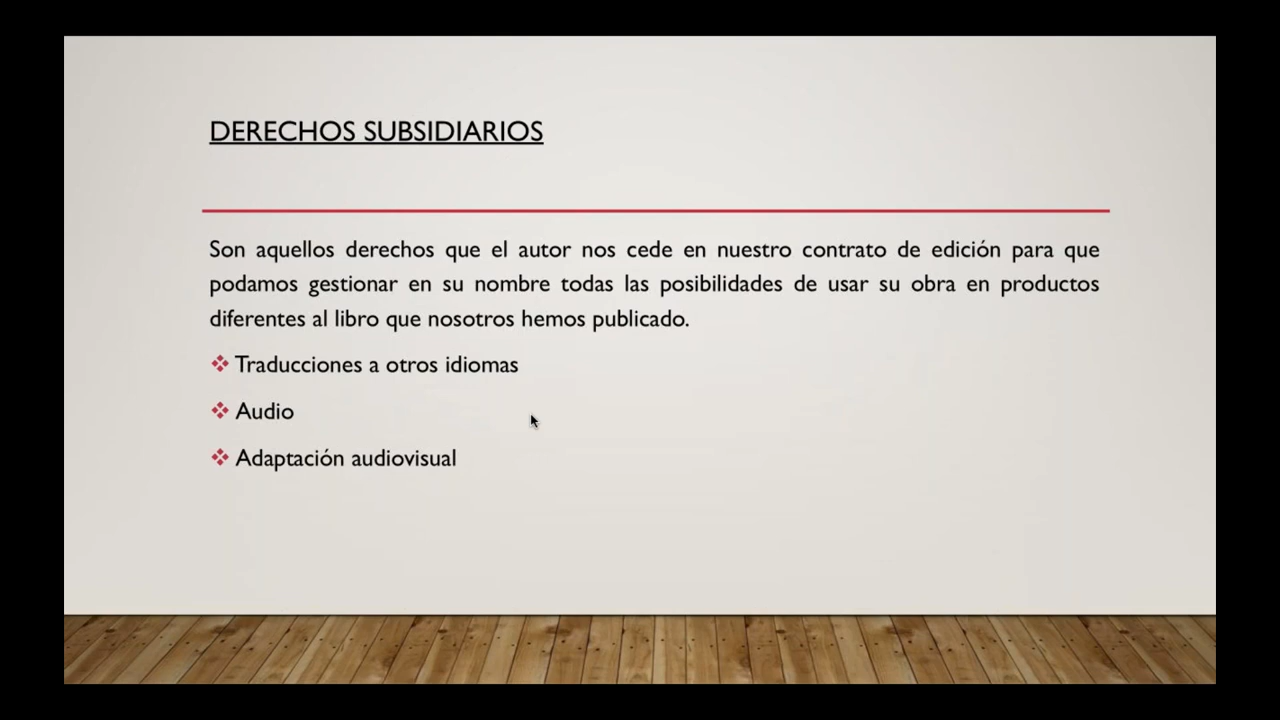 DERECHOS SUBSIDIARIOS
Son aquellos derechos que el autor nos cede en nuestro contrato de edición para que
podamos gestionar en su nombre todas las posibilidades de usar su obra en productos
diferentes al libro que nosotros hemos publicado.
Traducciones a otros idiomas
Audio
Adaptación audiovisual